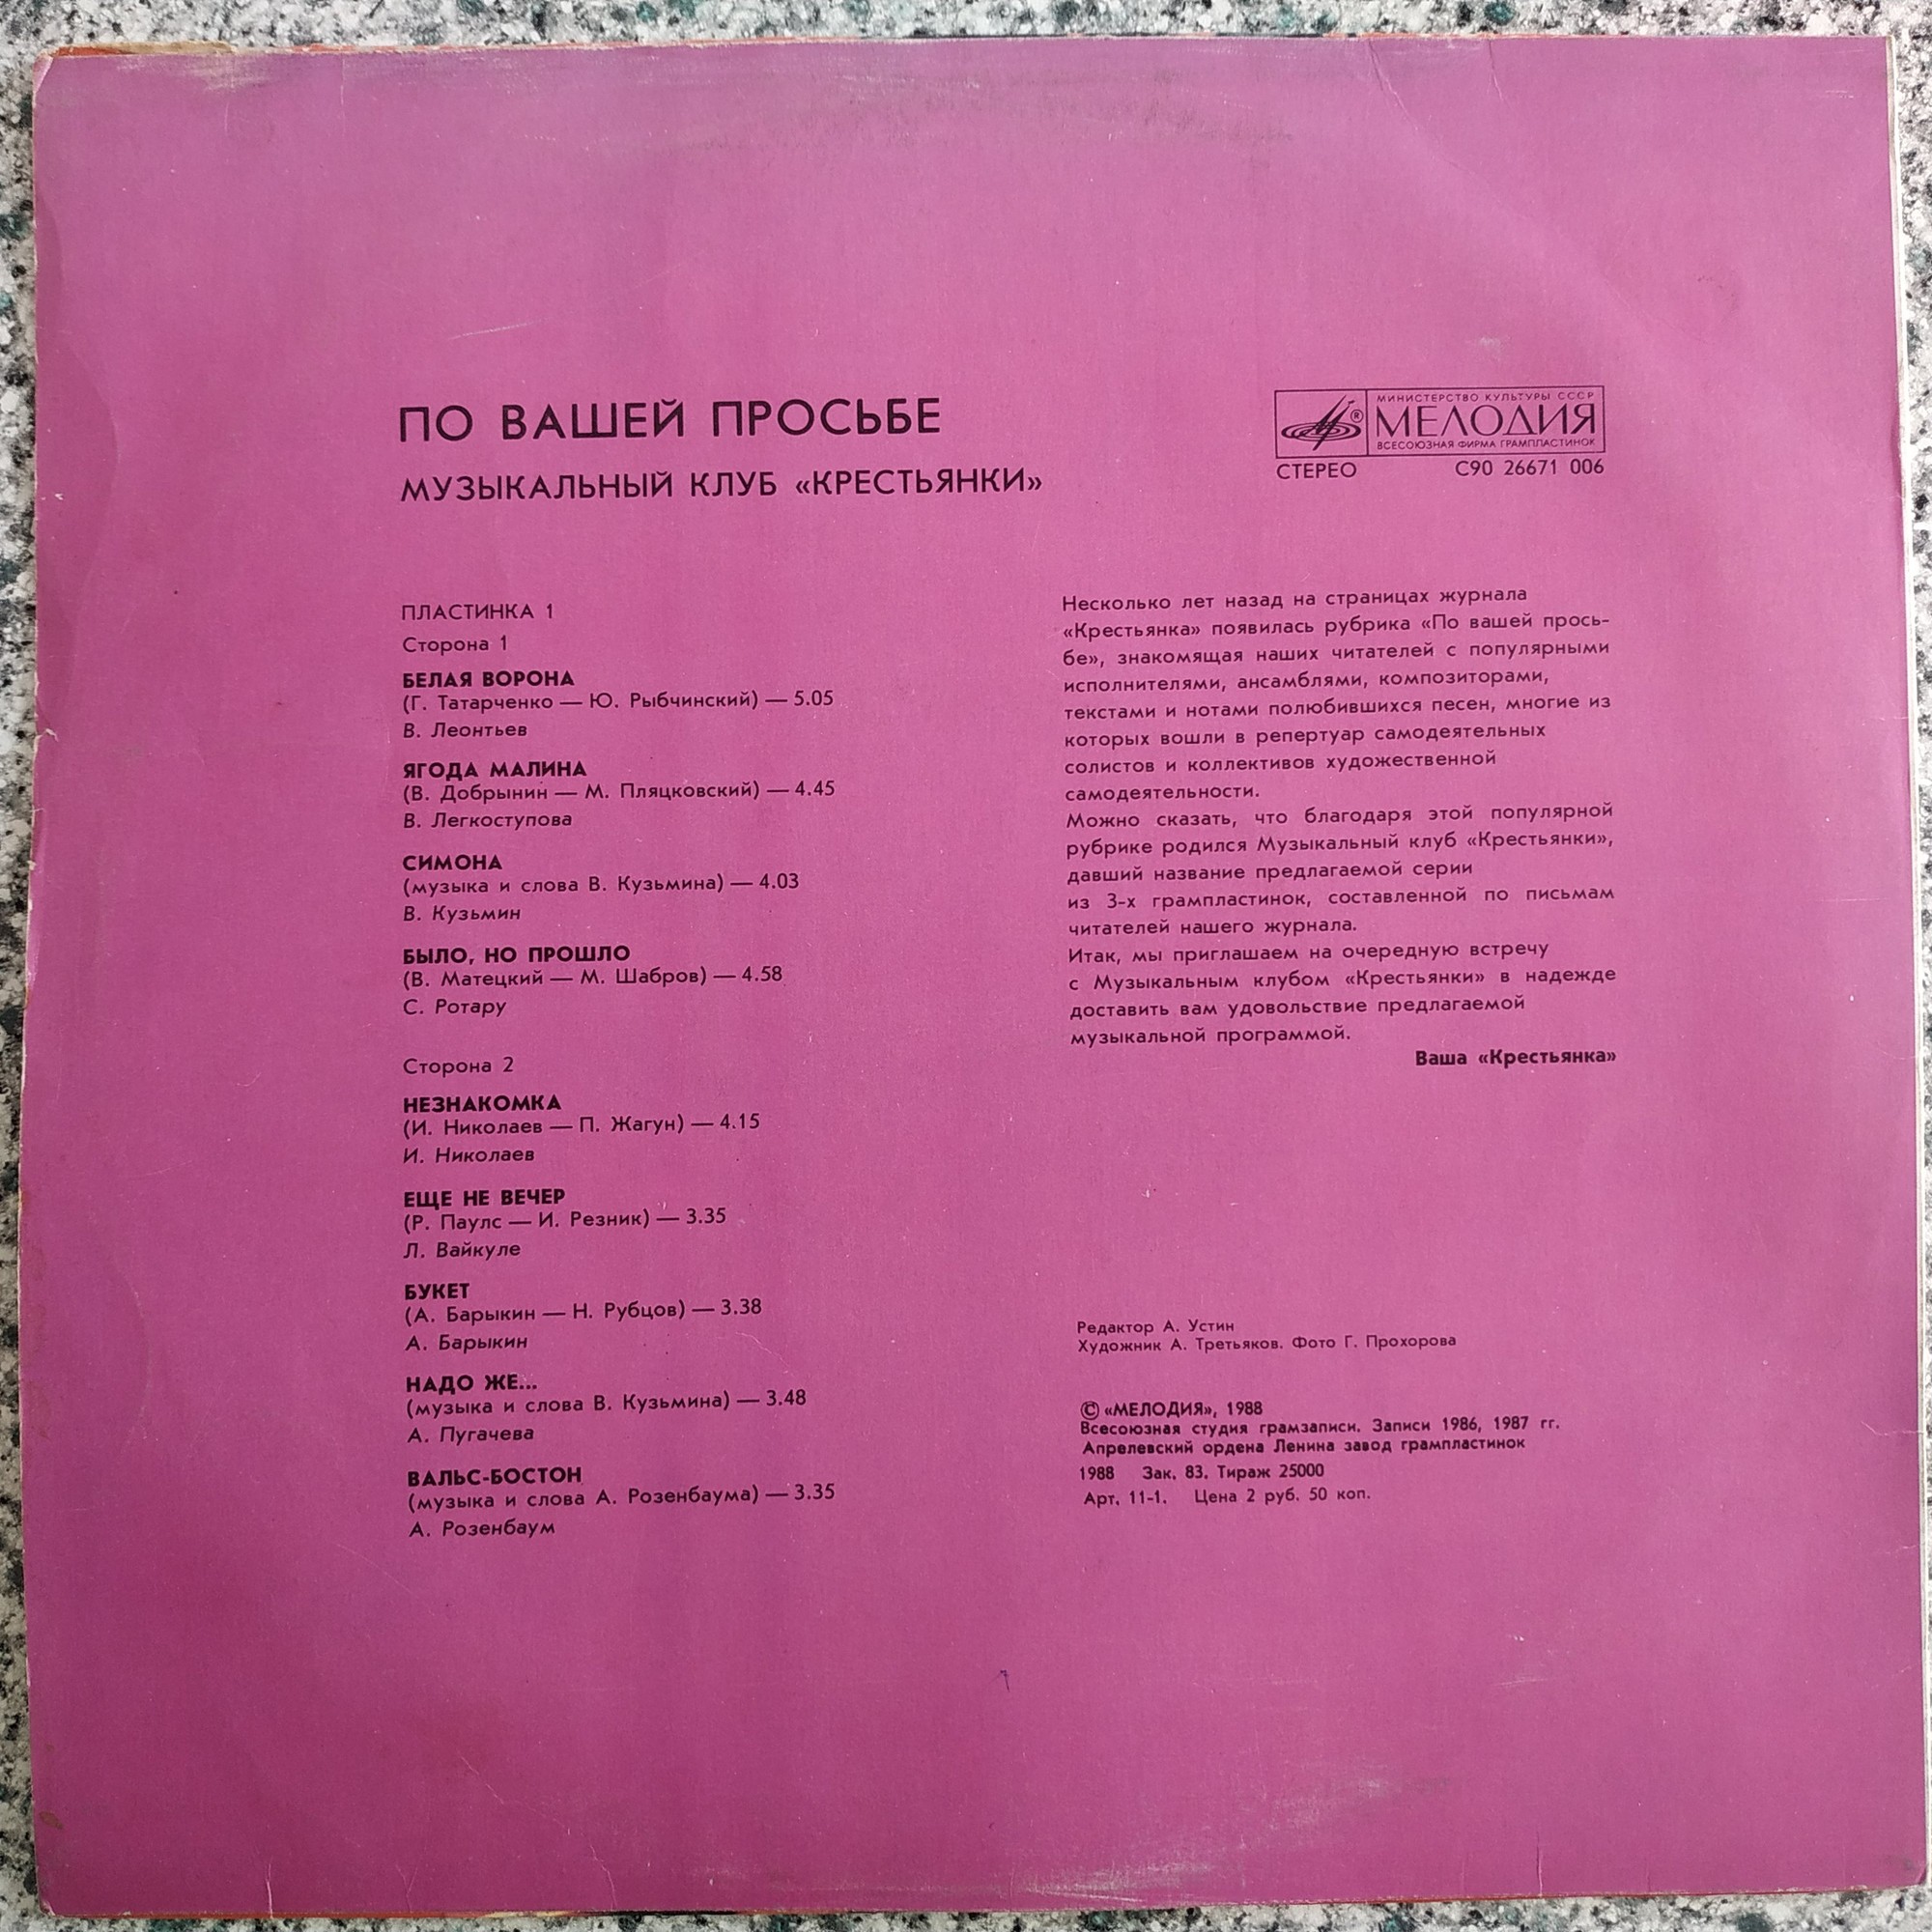 ПО ВАШЕЙ ПРОСЬБЕ
МУЗЫКАЛЬНЫЙ КЛУБ «КРЕСТЬЯНКИ»
МИНИСТЕРСТВО КУЛЬТУРЫ СССР
МЕЛОДИЯ
ВСЕСОЮЗНАЯ ФИРМА ГРАМПЛАСТИНОК
®
СТЕРЕО С90 26671 006
ПЛАСТИНКА 1
Сторона 1
БЕЛАЯ ВОРОНА
(Г. Татарченко — Ю. Рыбчинский) — 5.05
В. Леонтьев
ЯГОДА МАЛИНА
(В. Добрынин — М. Пляцковский) — 4.45
В. Легкоступова
СИМОНА
(музыка и слова В. Кузьмина) — 4.03
В. Кузьмин
БЫЛО, НО ПРОШЛО
(В. Матецкий — М. Шабров) — 4.58
С. Ротару
Сторона 2
НЕЗНАКОМКА
(И. Николаев — П. Жагун) — 4.15
И. Николаев
ЕЩЕ НЕ ВЕЧЕР
(Р. Паулс — И. Резник) — 3.35
Л. Вайкуле
БУКЕТ
(А. Барыкин — Н. Рубцов) — 3.38
А. Барыкин
НАДО ЖЕ...
(музыка и слова В. Кузьмина) — 3.48
А. Пугачева
ВАЛЬС-БОСТОН
(музыка и слова А. Розенбаума) — 3.35
А. Розенбаум
Несколько лет назад на страницах журнала
«Крестьянка» появилась рубрика «По вашей прось-
бе», знакомящая наших читателей с популярными
исполнителями, ансамблями, композиторами,
текстами и нотами полюбившихся песен, многие из
которых вошли в репертуар самодеятельных
солистов и коллективов художественной
самодеятельности.
Можно сказать, что благодаря этой популярной
рубрике родился Музыкальный клуб «Крестьянки»,
давший название предлагаемой серии
из 3-х грампластинок, составленной по письмам
читателей нашего журнала.
Итак, мы приглашаем на очередную встречу
с Музыкальным клубом «Крестьянки» в надежде
доставить вам удовольствие предлагаемой
музыкальной программой.
Ваша «Крестьянка»
Редактор А. Устин
Художник А. Третьяков. Фото Г. Прохорова
© «МЕЛОДИЯ», 1988
Всесоюзная студия грамзаписи. Записи 1986, 1987 гг.
Апрелевский ордена Ленина завод грампластинок
1988 Зак. 83. Тираж 25000
Арт. 11-1. Цена 2 руб. 50 коп.